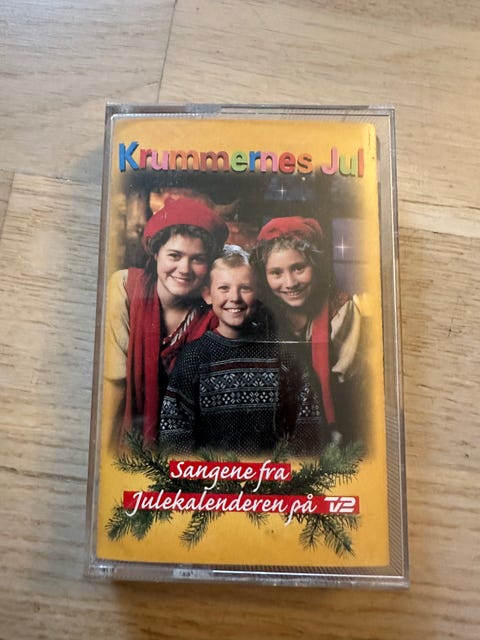 Krummernes Jul
Sangene fra
Julekalenderen på TV2